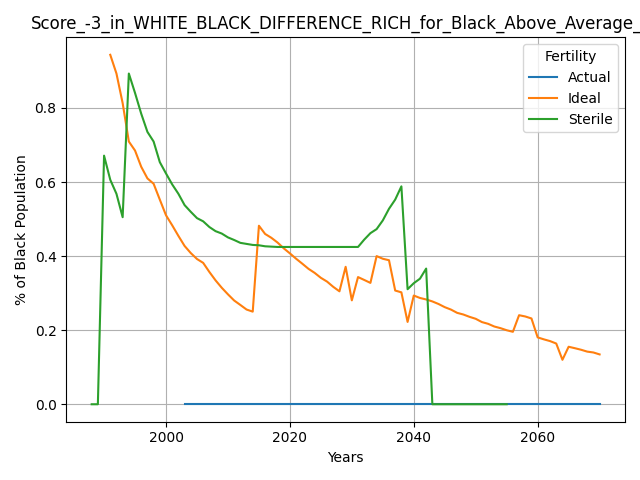 Score_-3_in_WHITE_BLACK_DIFFERENCE_RICH_for_Black_Above_Average_
Fertility
Actual
Ideal
Sterile
% of Black Population
0.8
0.6
0.4
0.2
0.0
2000 2020 2040 2060
Years